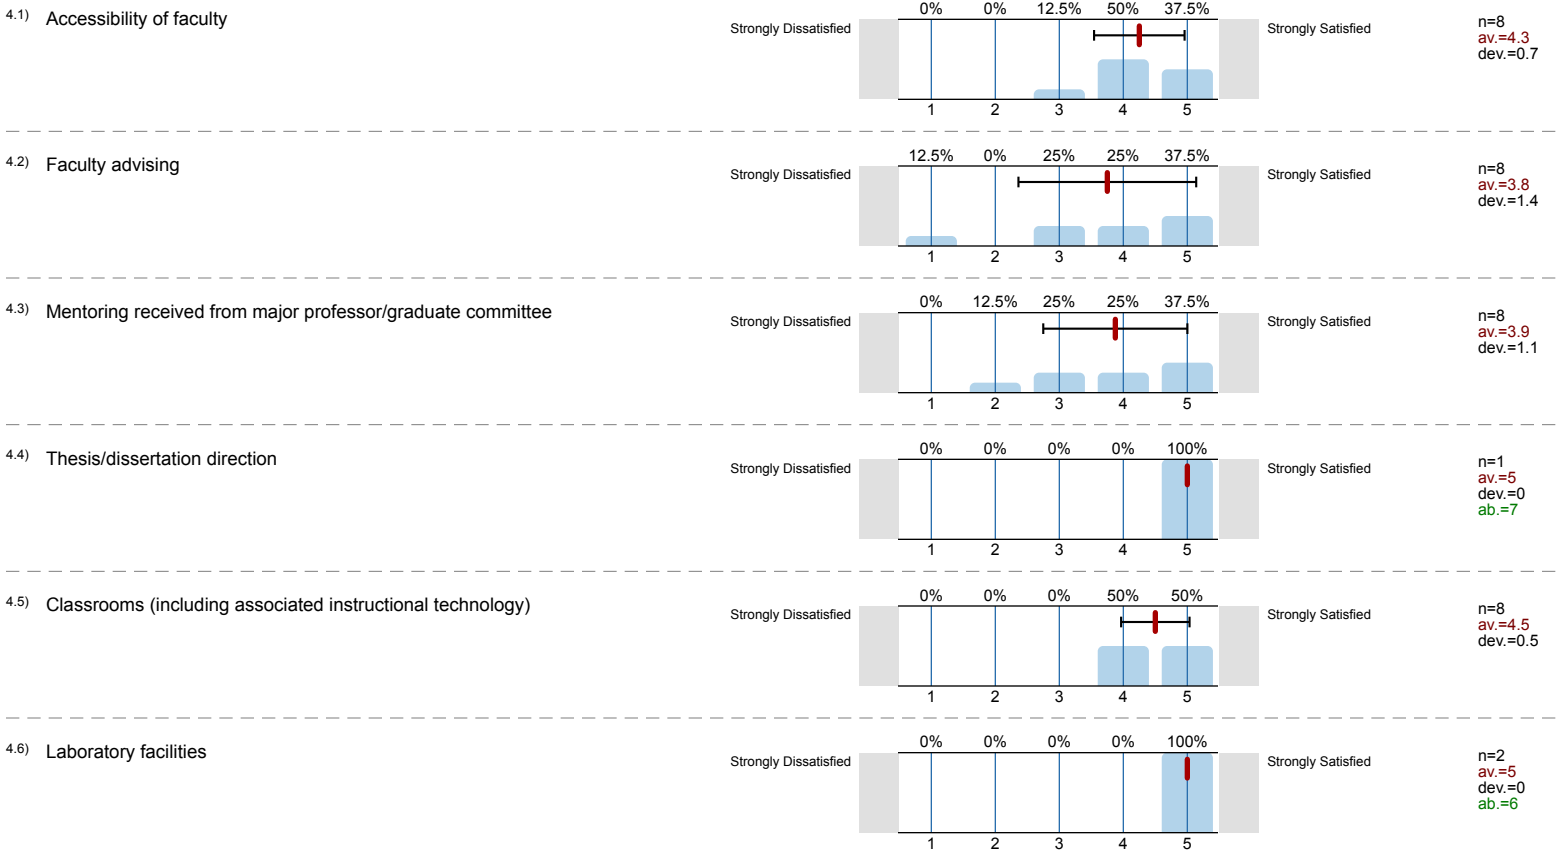 4.1) Accessibility of faculty
Strongly Dissatisfied
0% 0% 12.5% 50% 37.5%
1 2 3 4 5
Strongly Satisfied
n=8
av.=4.3
dev.=0.7
4.2) Faculty advising
Strongly Dissatisfied
12.5% 0% 25% 25% 37.5%
1 2 3 4 5
Strongly Satisfied
n=8
av.=3.8
dev.=1.4
4.3) Mentoring received from major professor/graduate committee
Strongly Dissatisfied
0% 12.5% 25% 25% 37.5%
1 2 3 4 5
Strongly Satisfied
n=8
av.=3.9
dev.=1.1
4.4) Thesis/dissertation direction
Strongly Dissatisfied
0% 0% 0% 0% 100%
1 2 3 4 5
Strongly Satisfied
n=1
av.=5
dev.=0
ab.=7
4.5) Classrooms (including associated instructional technology)
Strongly Dissatisfied
0% 0% 0% 50% 50%
1 2 3 4 5
Strongly Satisfied
n=8
av.=4.5
dev.=0.5
4.6) Laboratory facilities
Strongly Dissatisfied
0% 0% 0% 0% 100%
1 2 3 4 5
Strongly Satisfied
n=2
av.=5
dev.=0
ab.=6